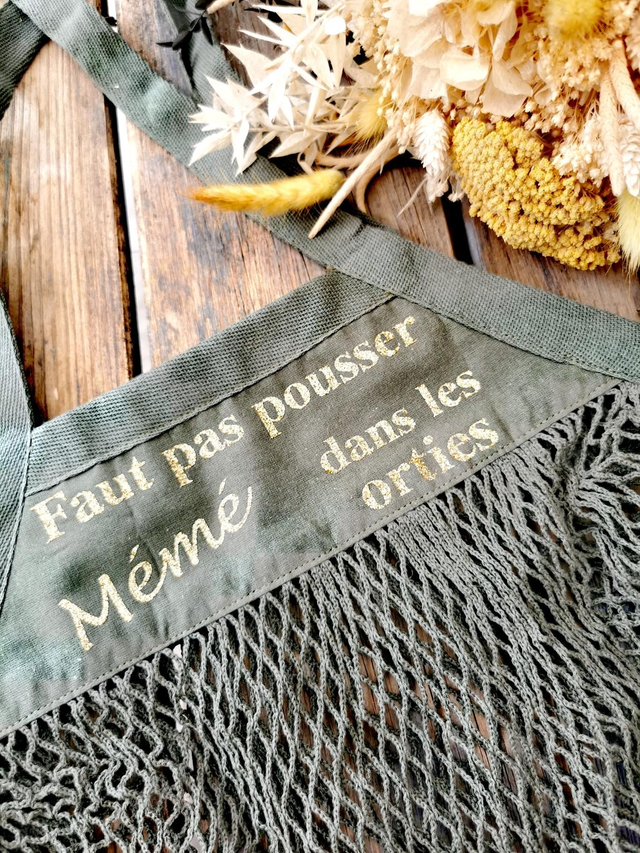 Faut pas pousser
Mémé dans les
orties